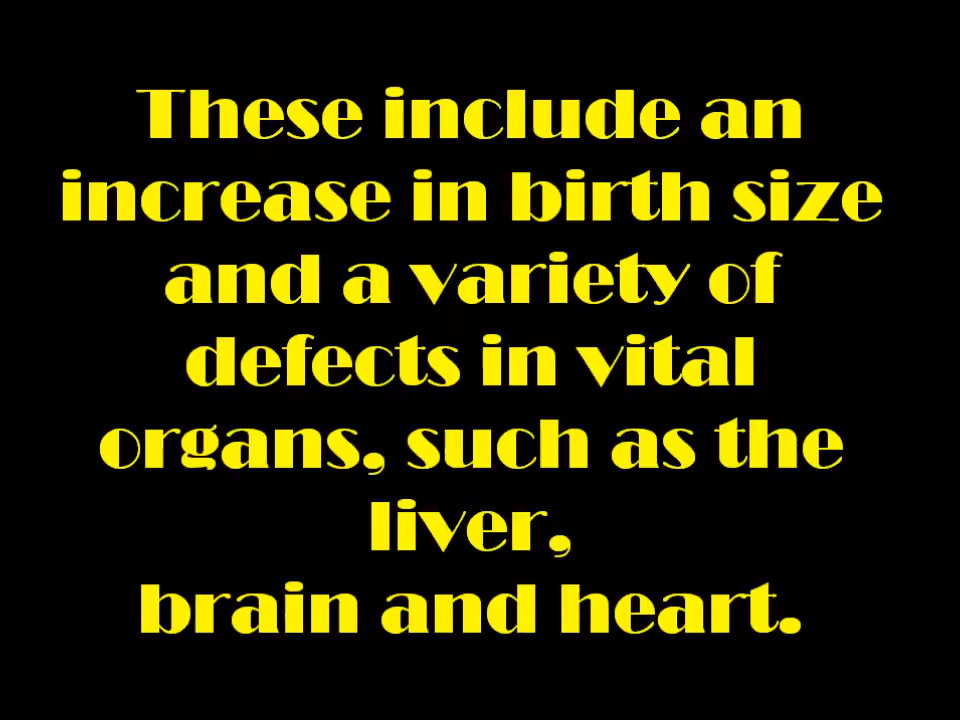 These include an
increase in birth size
and a variety of
defects in vital
organs, such as the
liver,
brain and heart.